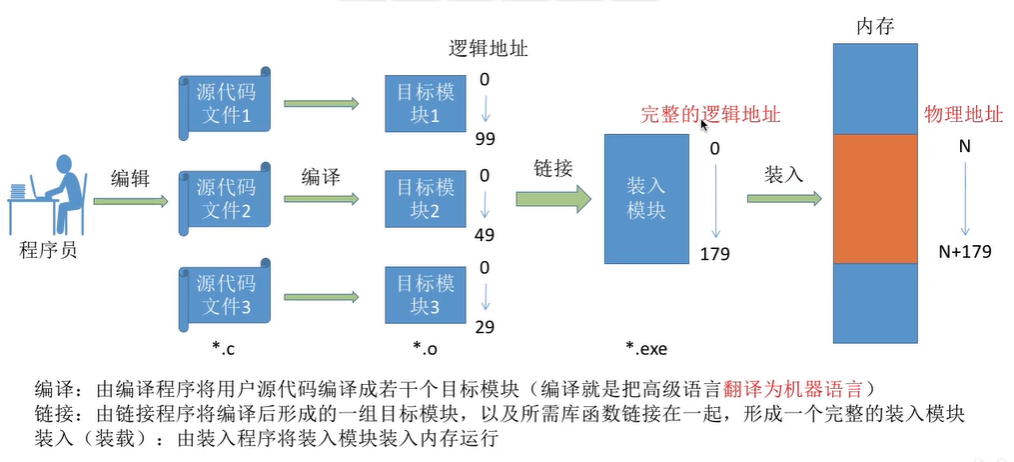 内存
逻辑地址
源代码
文件1
目标模
块1
0
99
完整的逻辑地址
物理地址
程序员
编辑
源代码
文件2
编译
目标模
块2
0
49
链接
装入
模块
0
179
装入
N
N+179
源代码
文件3
目标模
块3
0
29
*.c
*.o
*.exe
编译：由编译程序将用户源代码编译成若干个目标模块（编译就是把高级语言翻译为机器语言）
链接：由链接程序将编译后形成的一组目标模块，以及所需库函数链接在一起，形成一个完整的装入模块
装入（装载）：由装入程序将装入模块装入内存运行